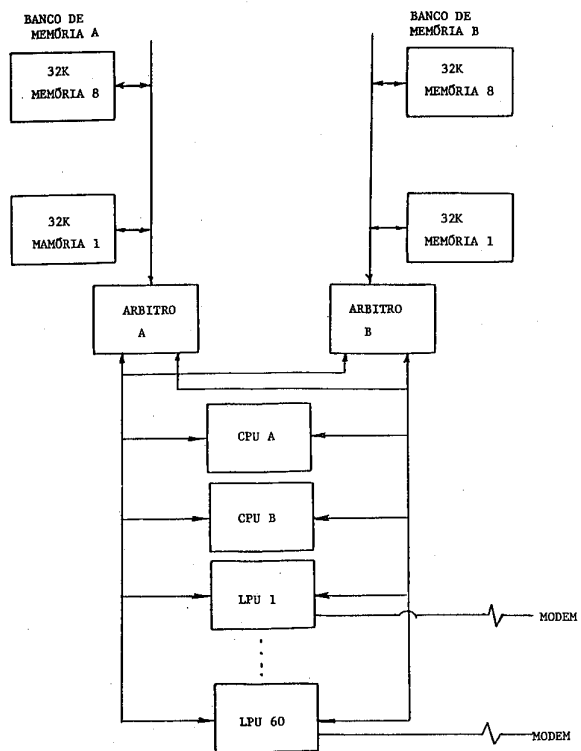 BANCO DE
MEMÓRIA A
BANCO DE
MEMÓRIA B
32K
MEMÓRIA 8
32K
MEMÓRIA 8
32K
MAMÓRIA 1
32K
MEMÓRIA 1
ARBITRO
A
ARBITRO
B
CPU A
CPU B
LPU 1
MODEM
LPU 60
MODEM